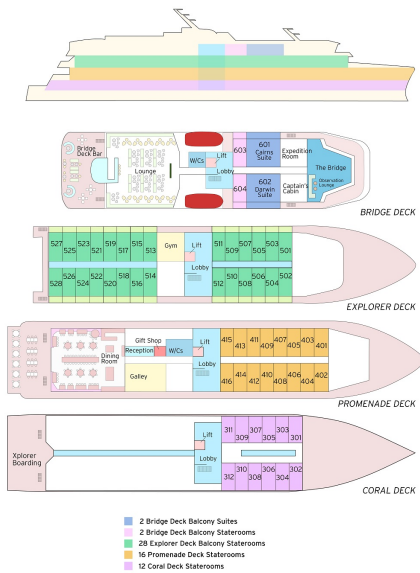 Bridge Deck Bar
Lounge
W/Cs
Lift
Lobby
603
604
601
Cairns
Suite
602
Darwin
Suite
Expedition
Room
Captain's
Cabin
The Bridge
Observation
Lounge
BRIDGE DECK
527 525 523 521 519 517 515 513
528 526 524 522 520 518 516 514
Gym
Lift
Lobby
511 509 507 505 503 501
512 510 508 506 504 502
EXPLORER DECK
Dining
Room
Gift Shop
Reception
W/Cs
Galley
Lift
Lobby
415 413 411 409 407 405 403 401
416 414 412 410 408 406 404 402
PROMENADE DECK
Xplorer
Boarding
Lift
Lobby
311 309 307 305 303 301
312 310 308 306 304 302
CORAL DECK
2 Bridge Deck Balcony Suites
2 Bridge Deck Balcony Staterooms
28 Explorer Deck Balcony Staterooms
16 Promenade Deck Staterooms
12 Coral Deck Staterooms